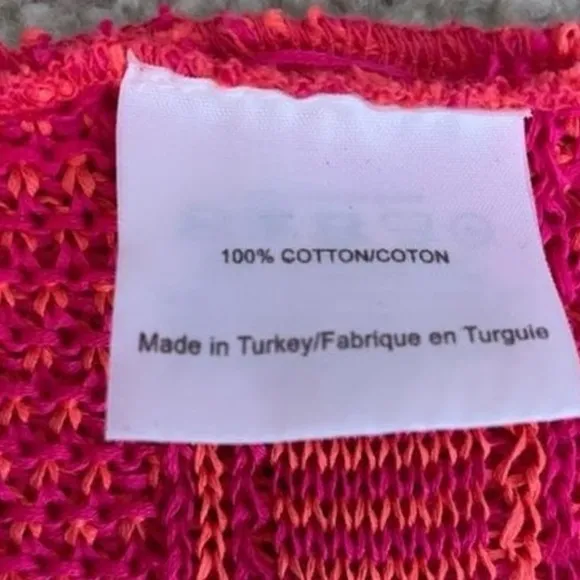 100% COTTON/COTON
Made in Turkey/Fabrique en Turguie